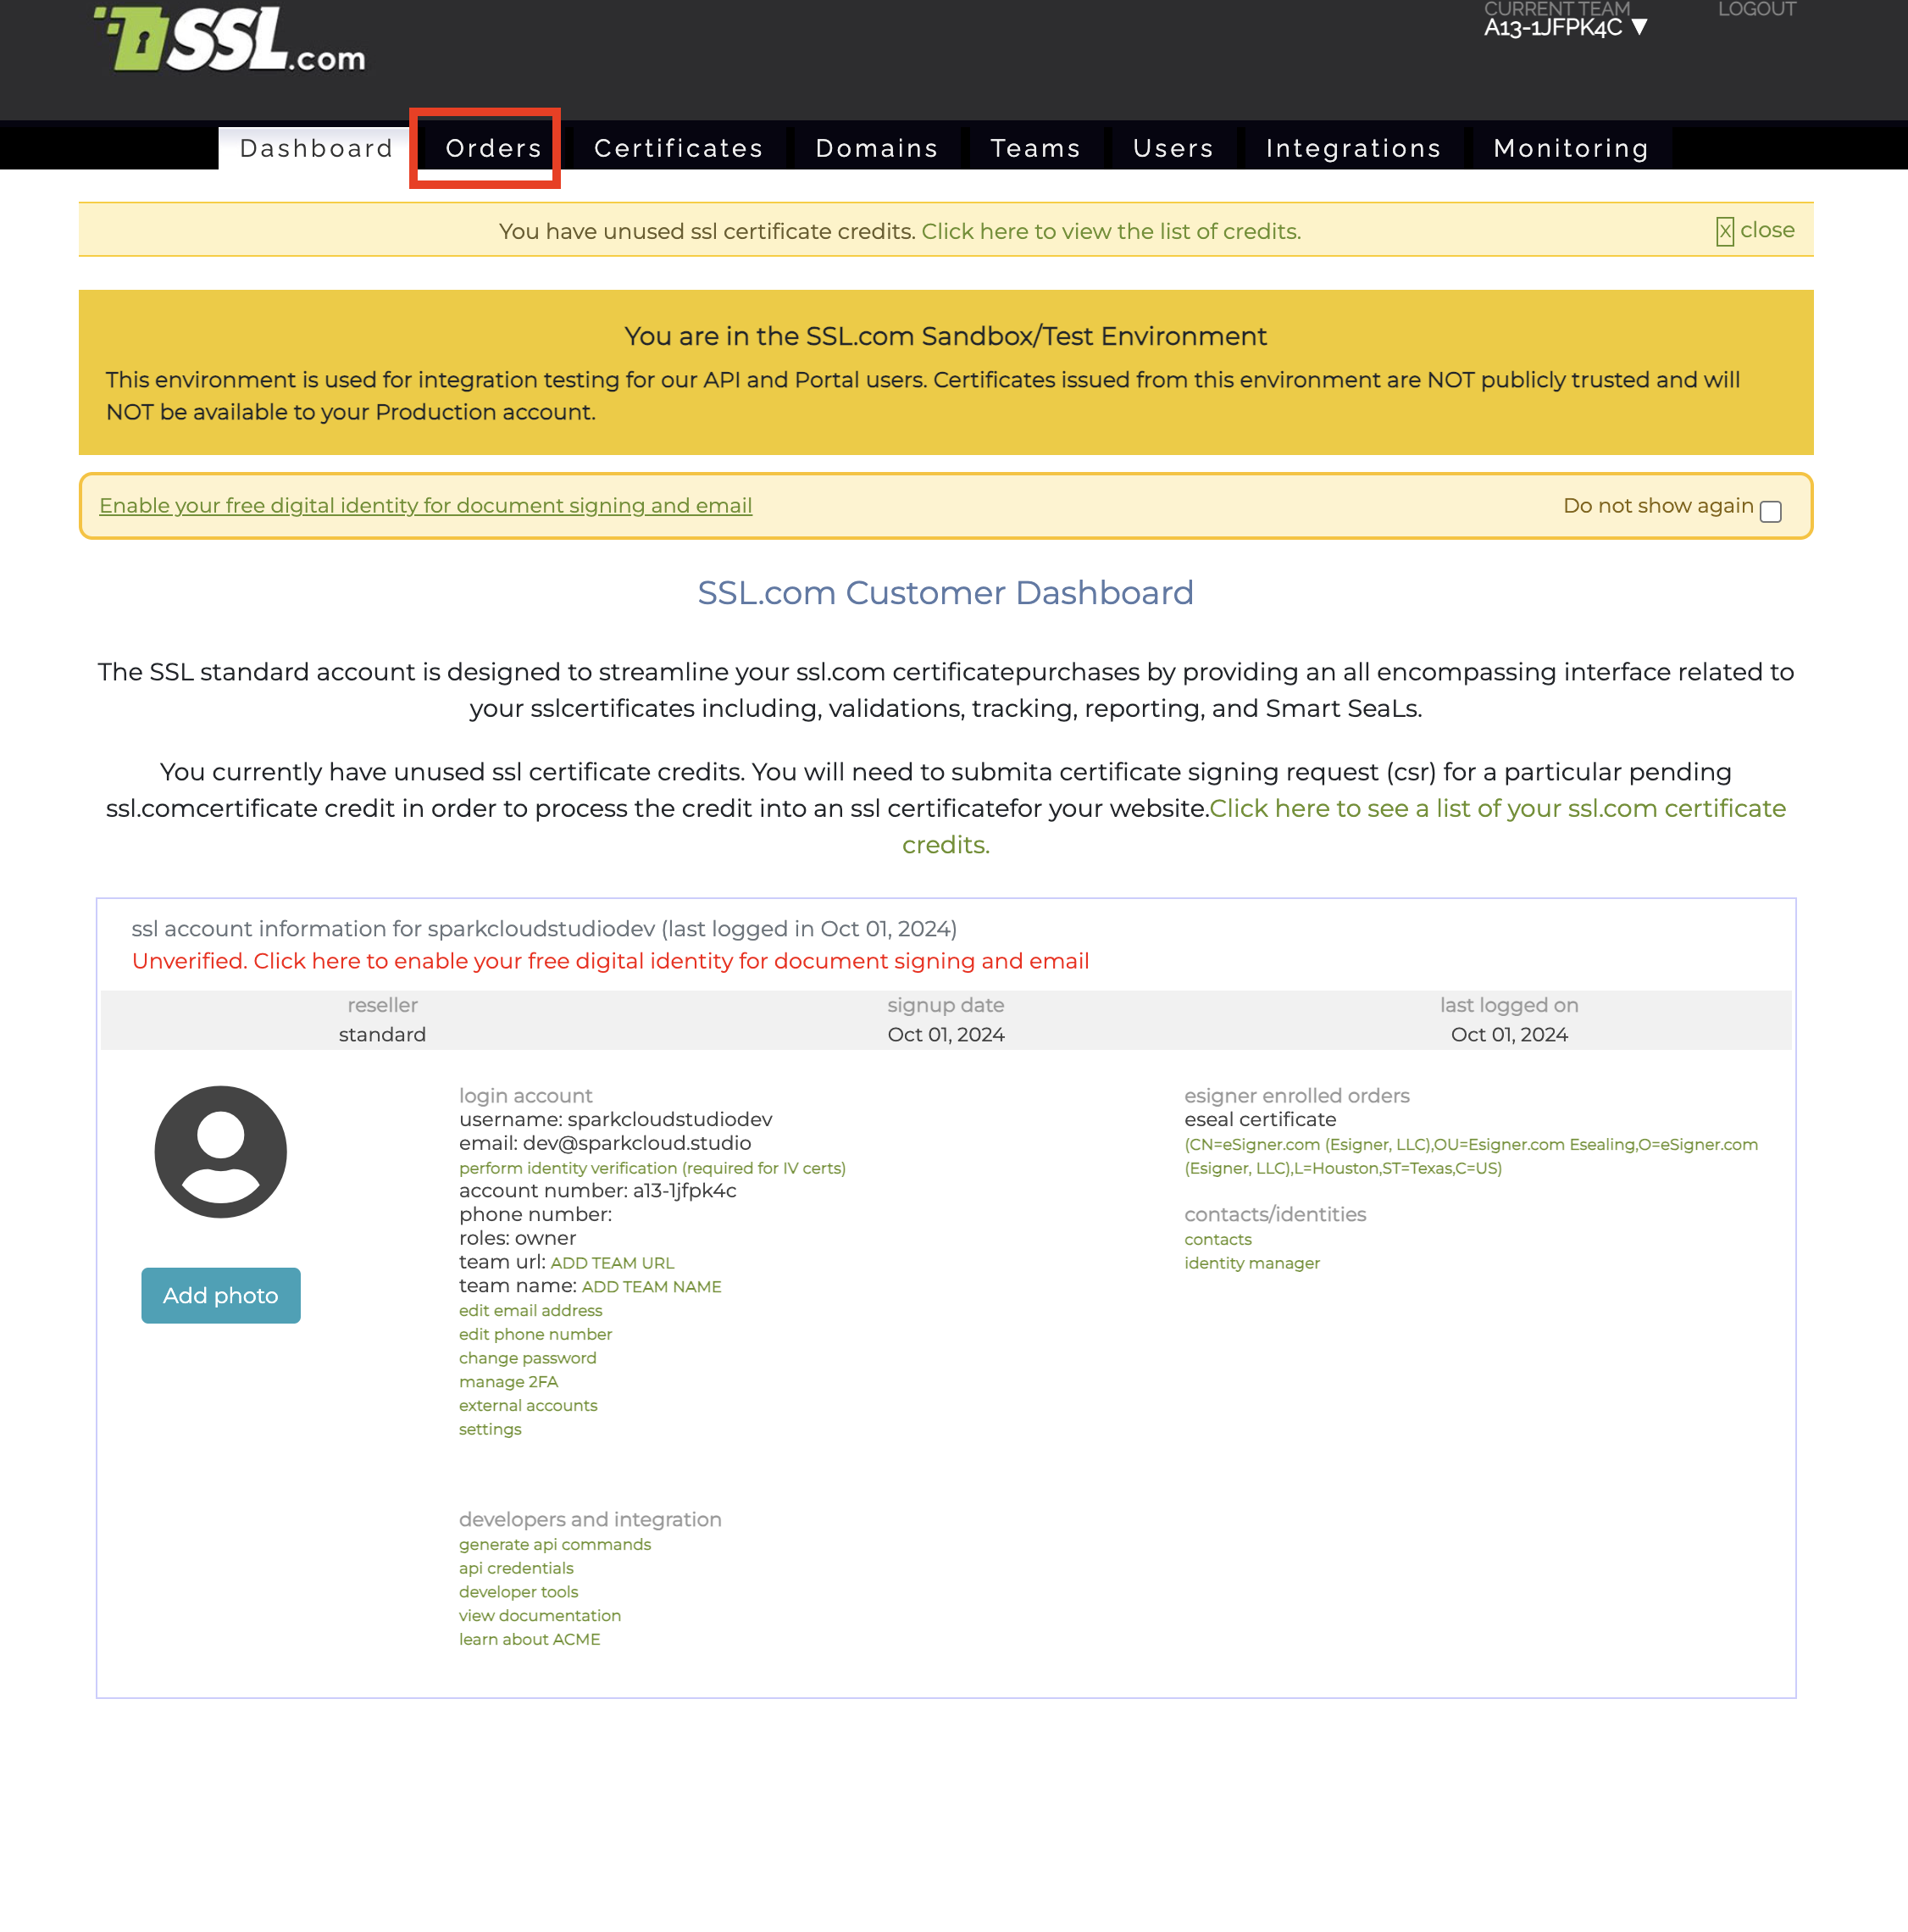 SSL.com
CURRENT TEAM
A13-1JFPK4C ▼
LOGOUT
Dashboard
Orders
Certificates
Domains
Teams
Users
Integrations
Monitoring
You have unused ssl certificate credits. Click here to view the list of credits.
X close
You are in the SSL.com Sandbox/Test Environment
This environment is used for integration testing for our API and Portal users. Certificates issued from this environment are NOT publicly trusted and will
NOT be available to your Production account.
Enable your free digital identity for document signing and email
Do not show again
SSL.com Customer Dashboard
The SSL standard account is designed to streamline your ssl.com certificatepurchases by providing an all encompassing interface related to
your sslcertificates including, validations, tracking, reporting, and Smart SeaLs.
You currently have unused ssl certificate credits. You will need to submita certificate signing request (csr) for a particular pending
ssl.comcertificate credit in order to process the credit into an ssl certificatefor your website.Click here to see a list of your ssl.com certificate
credits.
ssl account information for sparkcloudstudiodev (last logged in Oct 01, 2024)
Unverified. Click here to enable your free digital identity for document signing and email
reseller
standard
signup date
Oct 01, 2024
last logged on
Oct 01, 2024
Add photo
login account
username: sparkcloudstudiodev
email: dev@sparkcloud.studio
perform identity verification (required for IV certs)
account number: a13-1jfpk4c
phone number:
roles: owner
team url: ADD TEAM URL
team name: ADD TEAM NAME
edit email address
edit phone number
change password
manage 2FA
external accounts
settings
developers and integration
generate api commands
api credentials
developer tools
view documentation
learn about ACME
esigner enrolled orders
eseal certificate
(CN=eSigner.com (Esigner, LLC),OU=Esigner.com Esealing,O=eSigner.com
(Esigner, LLC),L=Houston,ST=Texas,C=US)
contacts/identities
contacts
identity manager